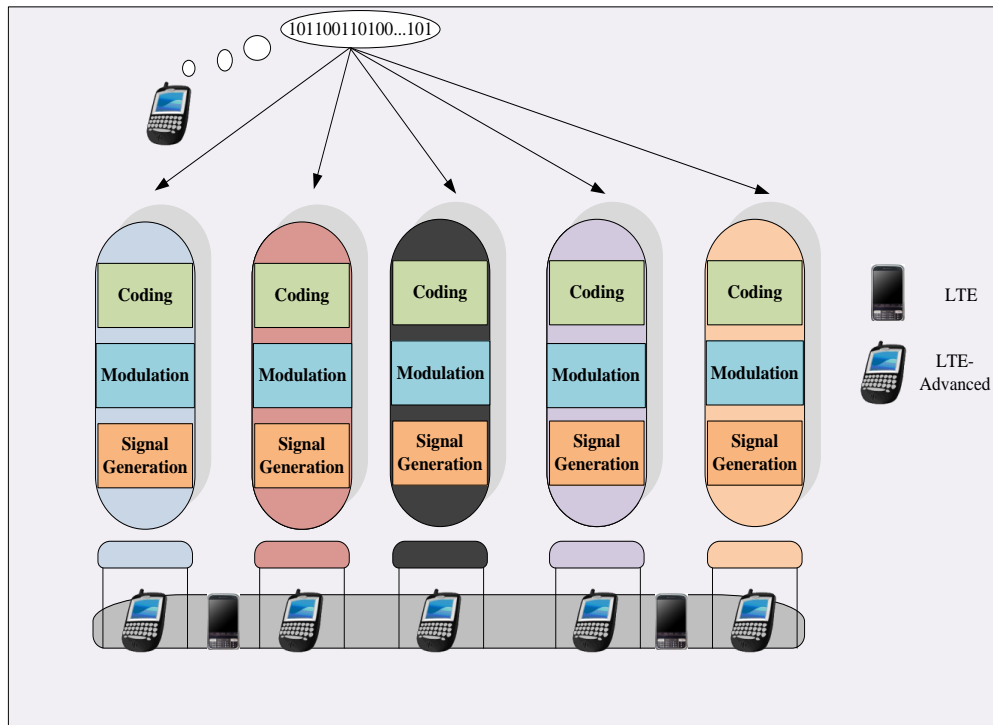 101100110100...101
Coding
Coding
Coding
Coding
Coding
Modulation
Modulation
Modulation
Modulation
Modulation
Signal
Generation
Signal
Generation
Signal
Generation
Signal
Generation
Signal
Generation
LTE
LTE-
Advanced